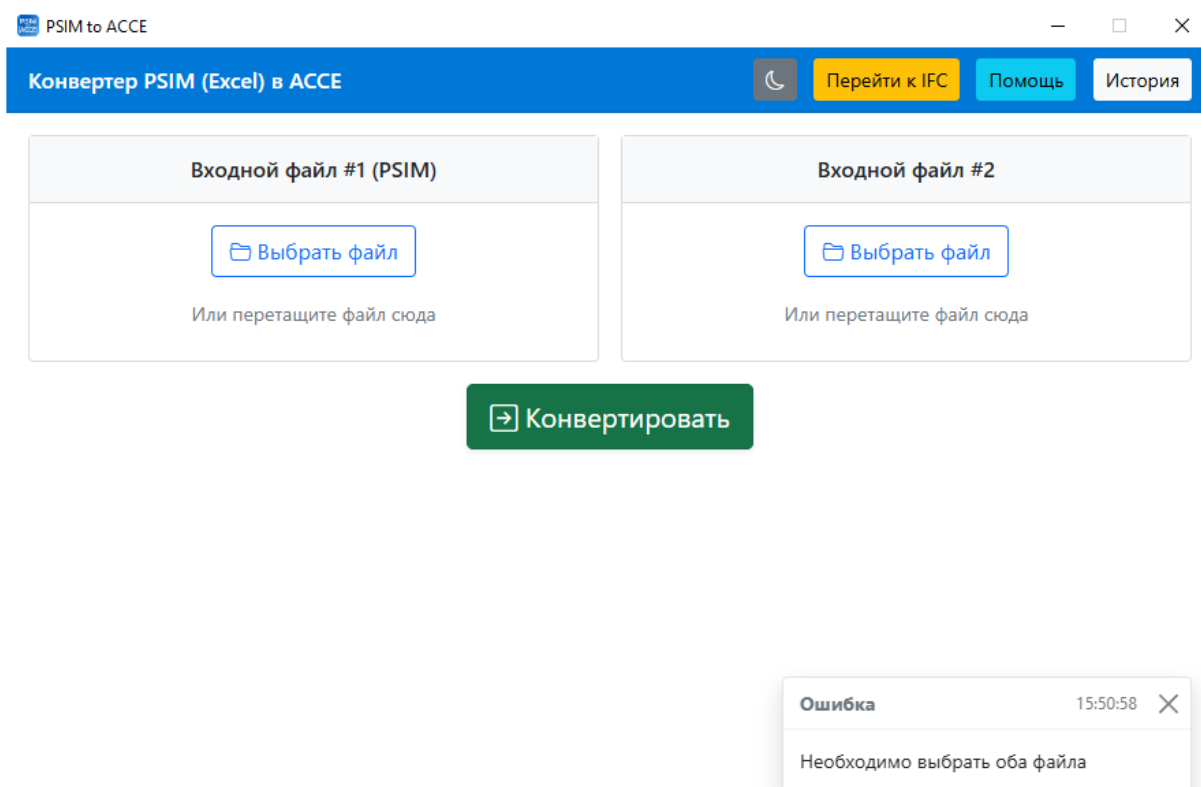 PSIM to ACCE
Конвертер PSIM (Excel) в ACCE
Перейти к IFC
Помощь
История
Входной файл #1 (PSIM)
Входной файл #2
Выбрать файл
Выбрать файл
Или перетащите файл сюда
Или перетащите файл сюда
Конвертировать
Ошибка
15:50:58
Необходимо выбрать оба файла